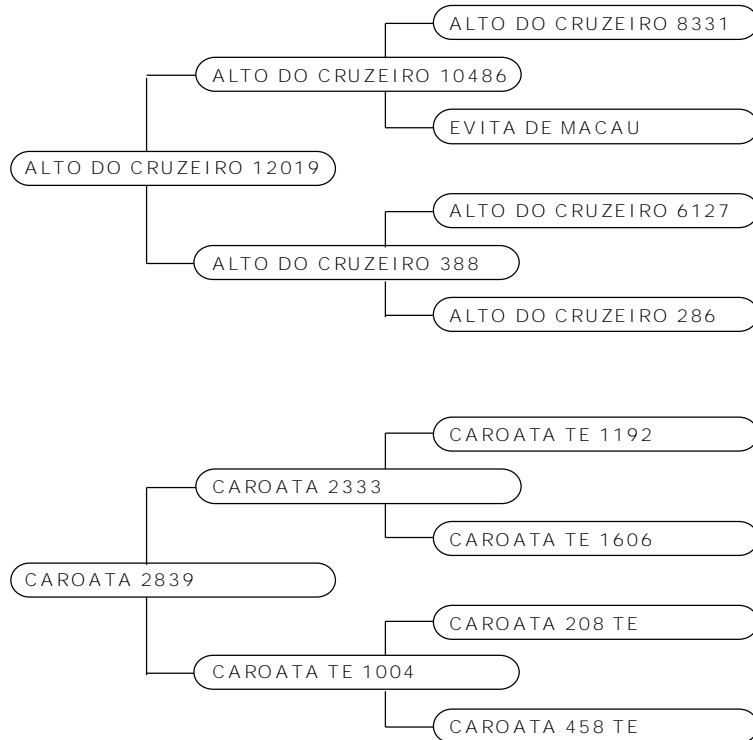 ALTO DO CRUZEIRO 8331
ALTO DO CRUZEIRO 10486
EVITA DE MACAU
ALTO DO CRUZEIRO 12019
ALTO DO CRUZEIRO 6127
ALTO DO CRUZEIRO 388
ALTO DO CRUZEIRO 286
CAROATA TE 1192
CAROATA 2333
CAROATA TE 1606
CAROATA 2839
CAROATA 208 TE
CAROATA TE 1004
CAROATA 458 TE